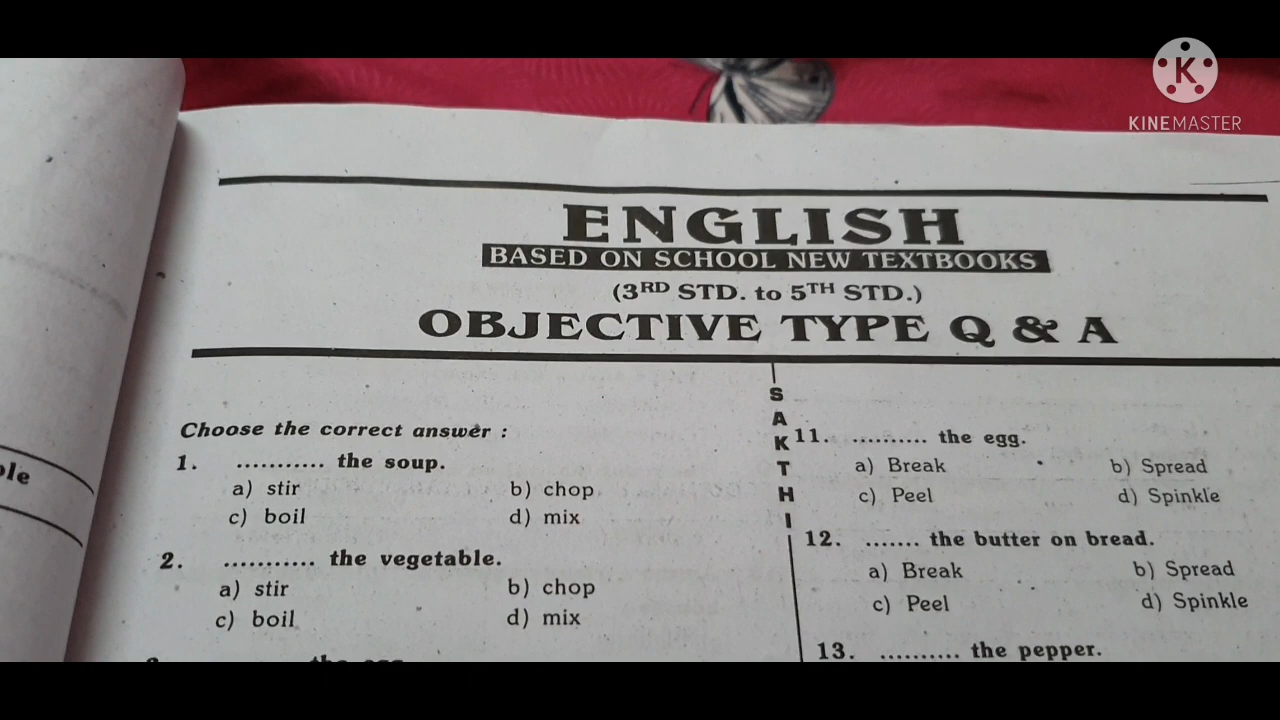 K
KINEMASTER
ENGLISH
BASED ON SCHOOL NEW TEXTBOOKS
(3RD STD. to 5TH STD.)
OBJECTIVE TYPE Q & A
Choose the correct answer :
1. ........... the soup.
a) stir b) chop
c) boil d) mix
2. ........... the vegetable.
a) stir b) chop
c) boil d) mix
the
SAKTHI
11. .......... the egg.
a) Break b) Spread
c) Peel d) Spinkle
12. ....... the butter on bread.
a) Break b) Spread
c) Peel d) Spinkle
13. .......... the pepper.